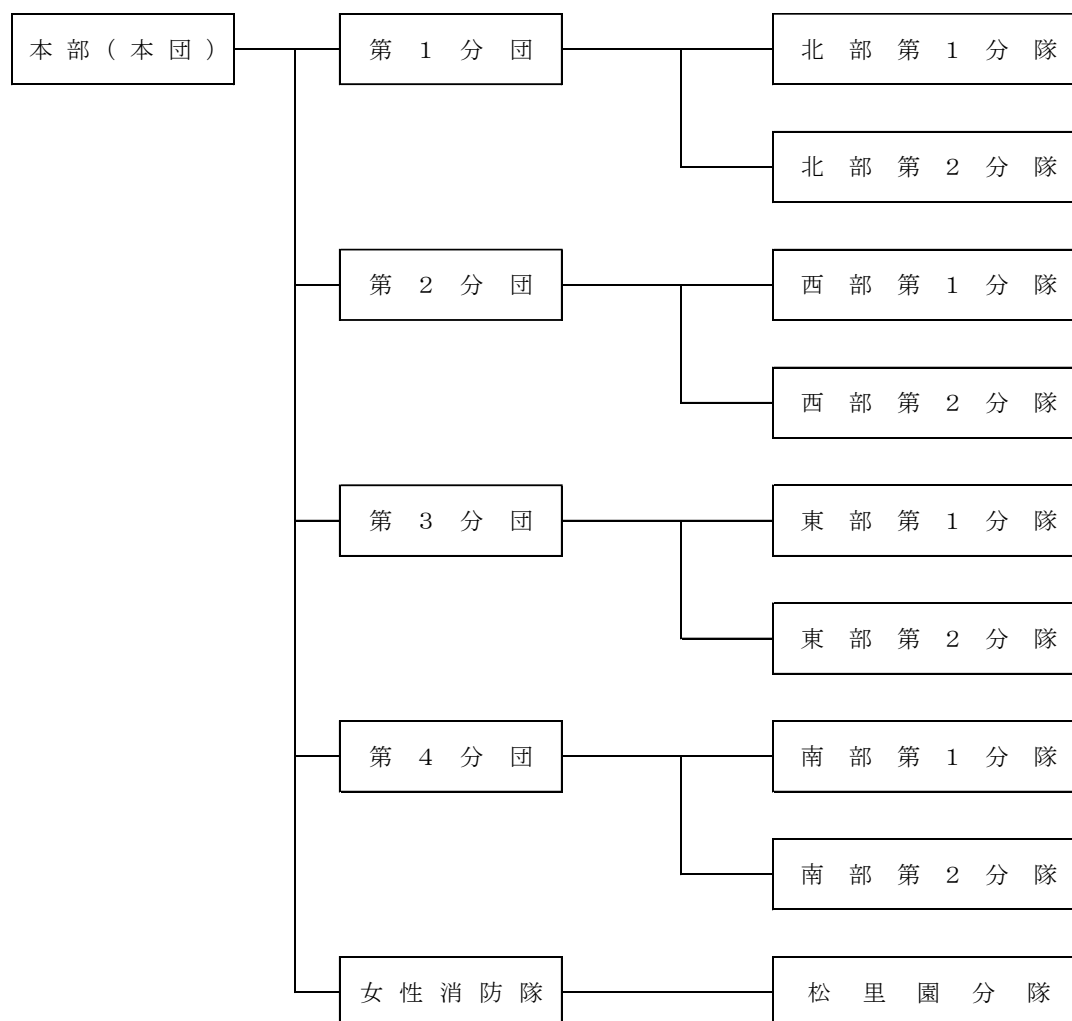 本部(本団)
第1分団
北部第1分隊
北部第2分隊
第2分団
西部第1分隊
西部第2分隊
第3分団
東部第1分隊
東部第2分隊
第4分団
南部第1分隊
南部第2分隊
女性消防隊
松里園分隊